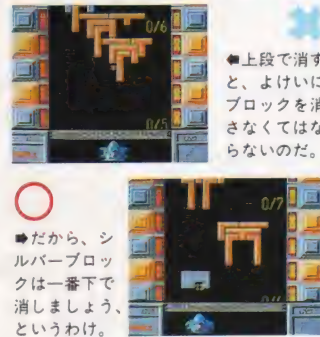 0/6
0/5
⬅上段で消す
と、よけいに
ブロックを消
さなくてはな
らないのだ。
➡だから、シ
ルバーブロッ
クは一番下で
消しましょう、
というわけ。
0/7